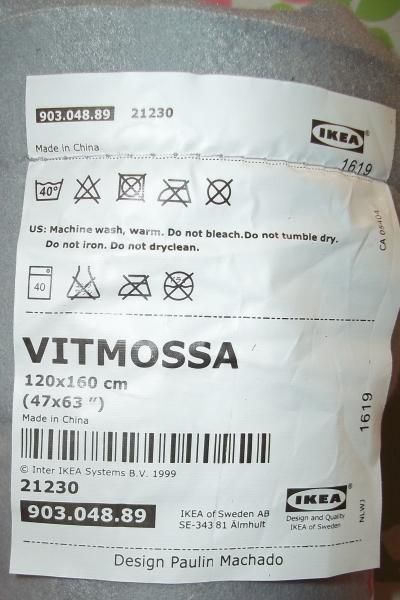 903.048.89 21230
IKEA®
Made in China
1619
40°
US: Machine wash, warm. Do not bleach.Do not tumble dry.
Do not iron. Do not dryclean.
CA 05404
40
VITMOSSA
120x160 cm
(47x63 ″)
Made in China
1619
© Inter IKEA Systems B.V. 1999
21230
903.048.89
IKEA of Sweden AB
SE-343 81 Älmhult
IKEA®
Design and Quality
IKEA of Sweden
NLWJ
Design Paulin Machado